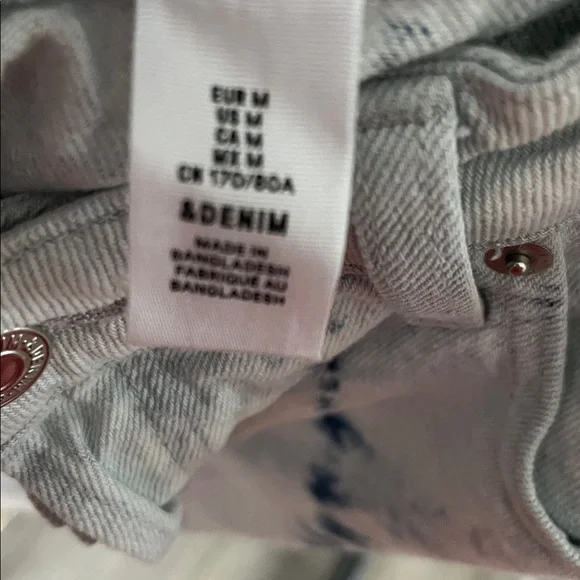 EUR M
US M
CA M
MX M
CN 170/80A
&DENIM
MADE IN
BANGLADESH
FABRIQUÉ AU
BANGLADESH